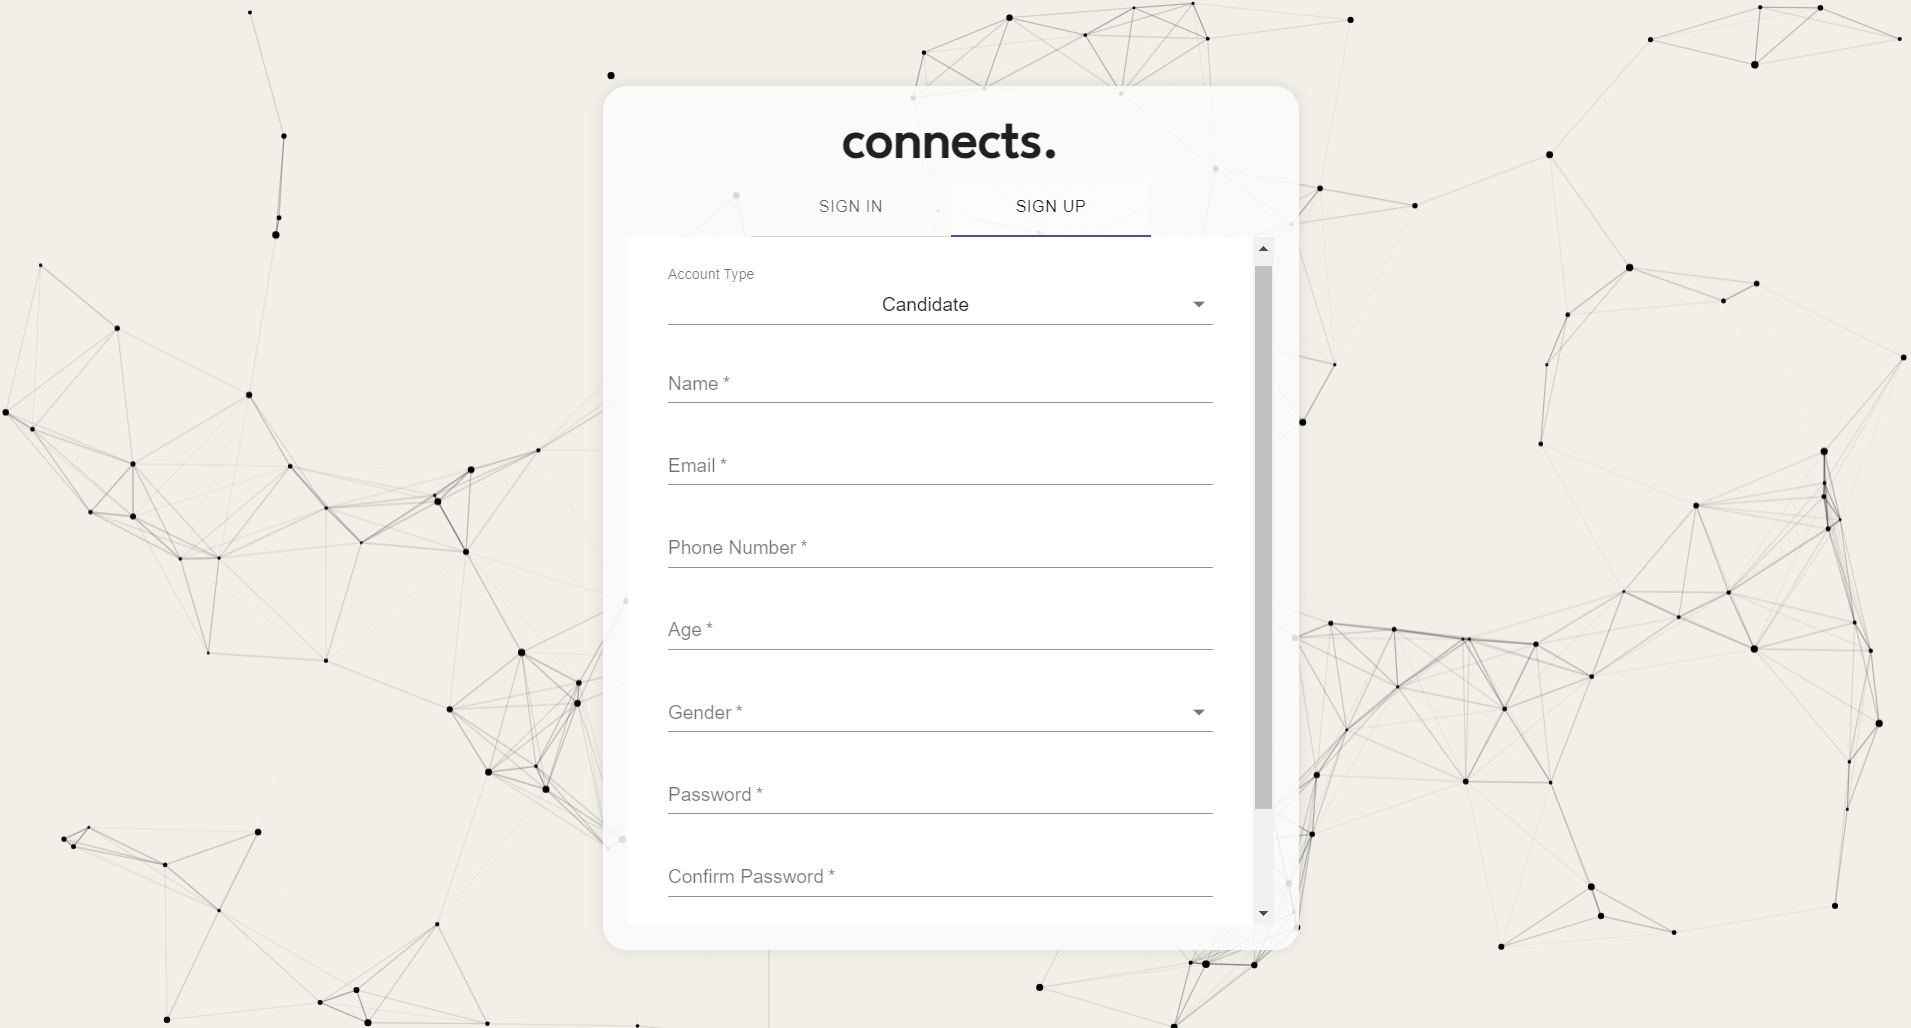 connects.
SIGN IN SIGN UP
Account Type
Candidate
Name *
Email *
Phone Number *
Age *
Gender *
Password *
Confirm Password *